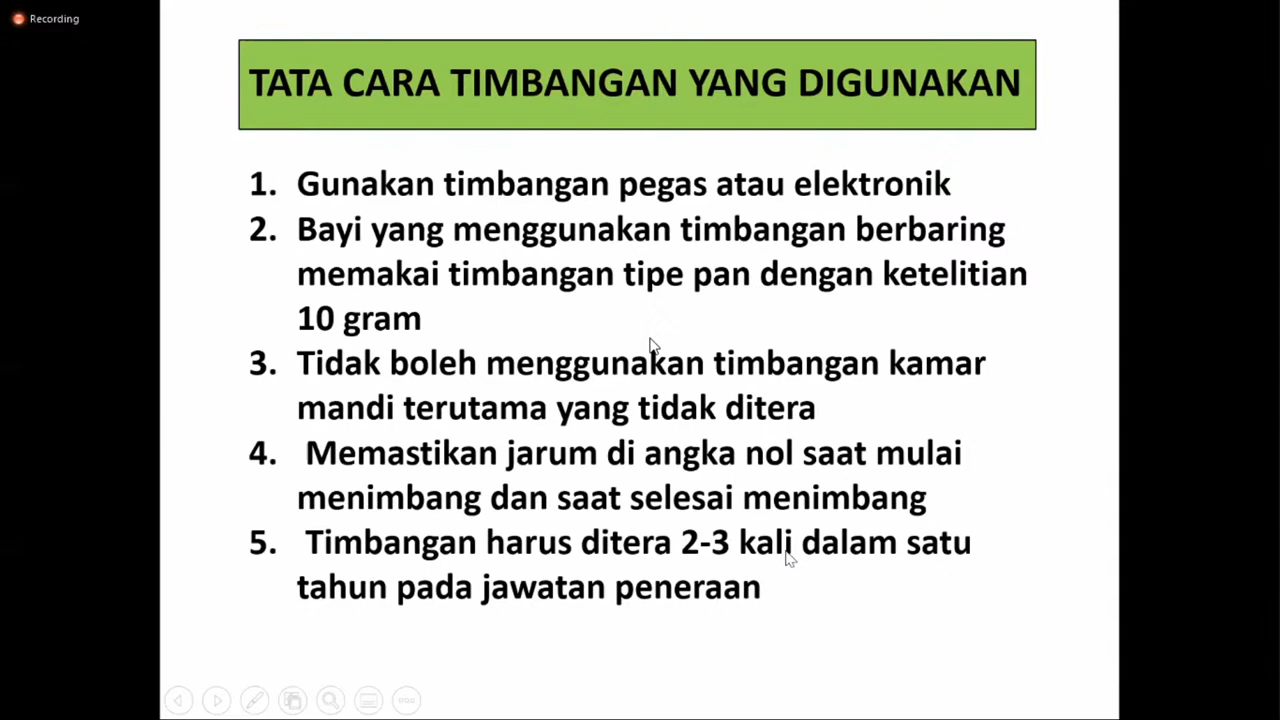 Recording
TATA CARA TIMBANGAN YANG DIGUNAKAN
1. Gunakan timbangan pegas atau elektronik
2. Bayi yang menggunakan timbangan berbaring
memakai timbangan tipe pan dengan ketelitian
10 gram
3. Tidak boleh menggunakan timbangan kamar
mandi terutama yang tidak ditera
4. Memastikan jarum di angka nol saat mulai
menimbang dan saat selesai menimbang
5. Timbangan harus ditera 2-3 kali dalam satu
tahun pada jawatan peneraan